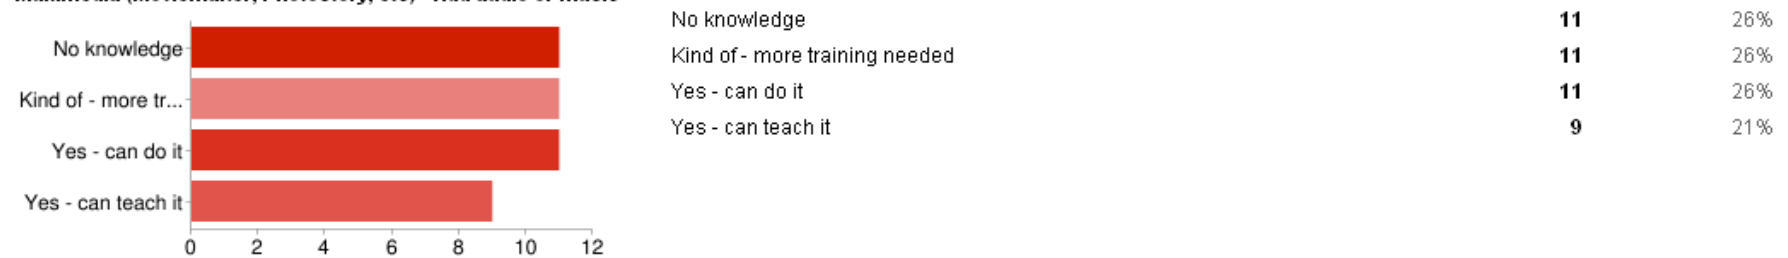 No knowledge
Kind of - more tr...
Yes - can do it
Yes - can teach it
0 2 4 6 8 10 12
No knowledge 11 26%
Kind of - more training needed 11 26%
Yes - can do it 11 26%
Yes - can teach it 9 21%